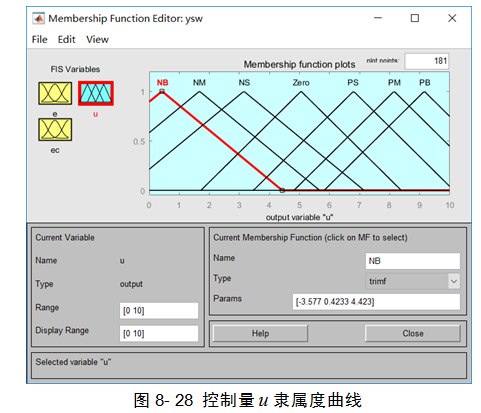 Membership Function Editor: ysw
File Edit View
FIS Variables
e
u
ec
Membership function plots
plot points:
181
NB NM NS Zero PS PM PB
1
0.5
0
0 1 2 3 4 5 6 7 8 9 10
output variable "u"
Current Variable
Name u
Type output
Range [0 10]
Display Range [0 10]
Current Membership Function (click on MF to select)
Name NB
Type trimf
Params [-3.577 0.4233 4.423]
Help Close
Selected variable "u"
图 8- 28 控制量 u 隶属度曲线